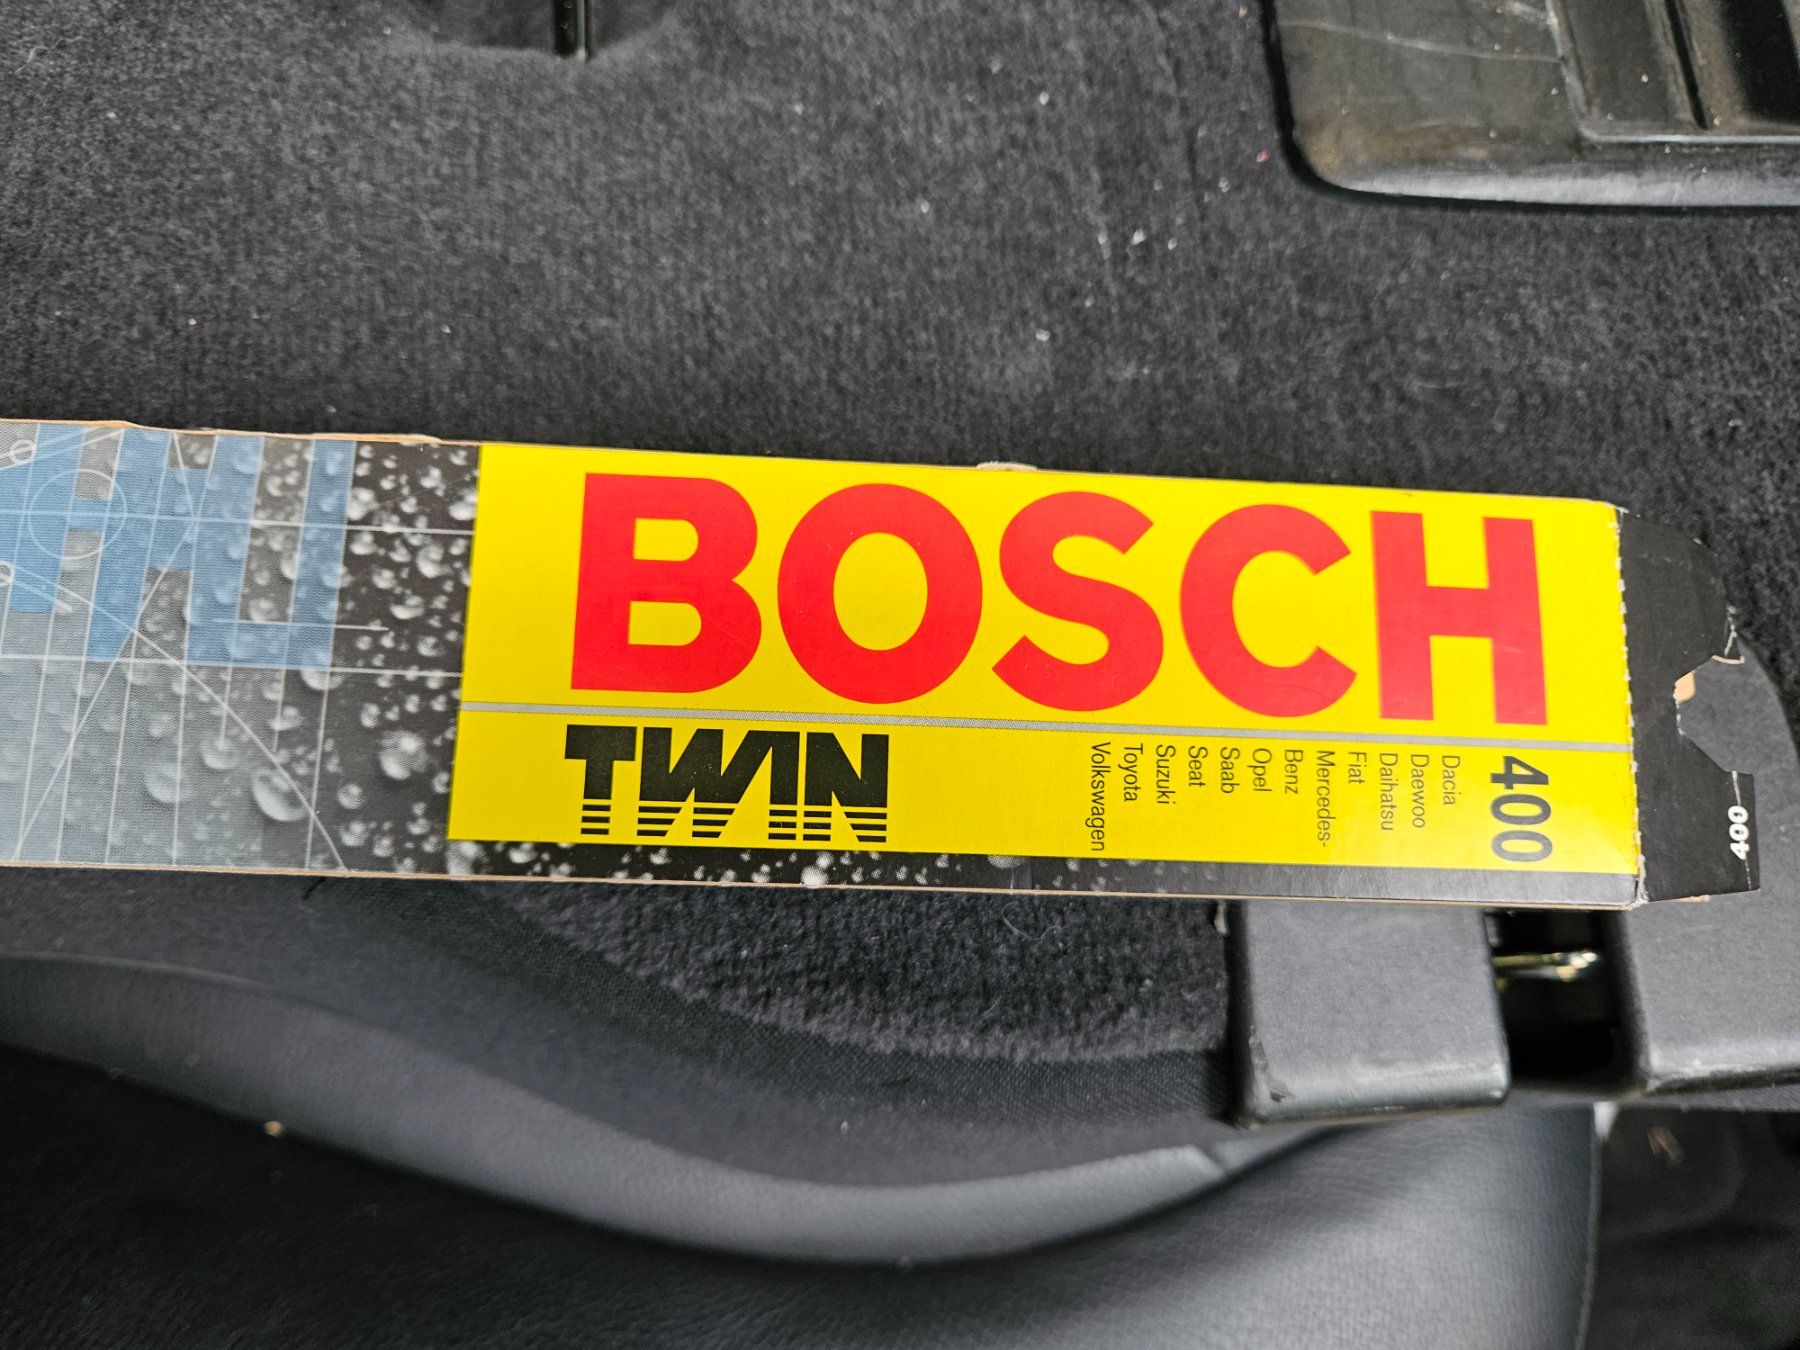 BOSCH
TWIN
400
Dacia
Daewoo
Daihatsu
Fiat
Mercedes-
Benz
Opel
Saab
Seat
Suzuki
Toyota
Volkswagen
400